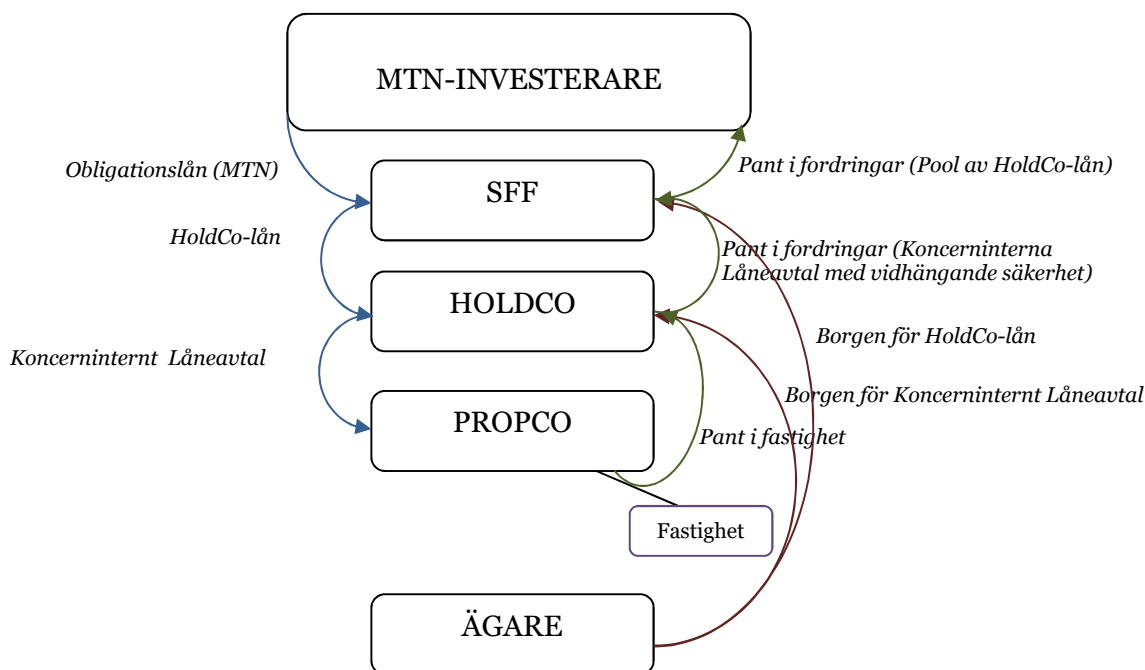 MTN-INVESTERARE
Obligationslån (MTN)
Pant i fordringar (Pool av HoldCo-lån)
SFF
HoldCo-lån
Pant i fordringar (Koncerninterna
Låneavtal med vidhängande säkerhet)
HOLDCO
Borgen för HoldCo-lån
Koncerninternt Låneavtal
Borgen för Koncerninternt Låneavtal
PROPCO
Pant i fastighet
Fastighet
ÄGARE